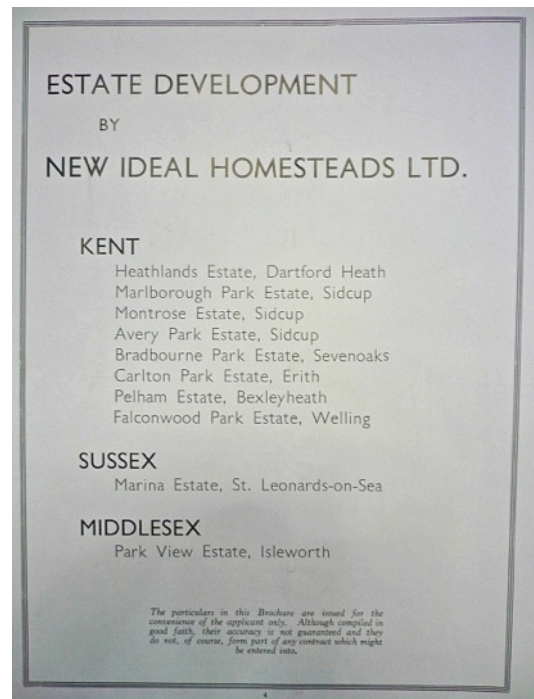 ESTATE DEVELOPMENT
BY
NEW IDEAL HOMESTEADS LTD.
KENT
Heathlands Estate, Dartford Heath
Marlborough Park Estate, Sidcup
Montrose Estate, Sidcup
Avery Park Estate, Sidcup
Bradbourne Park Estate, Sevenoaks
Carlton Park Estate, Erith
Pelham Estate, Bexleyheath
Falconwood Park Estate, Welling
SUSSEX
Marina Estate, St. Leonards-on-Sea
MIDDLESEX
Park View Estate, Isleworth
The particulars in this Brochure are issued for the
convenience of the applicant only. Although compiled in
good faith, their accuracy is not guaranteed and they
do not, of course, form part of any contract which might
be entered into.
4